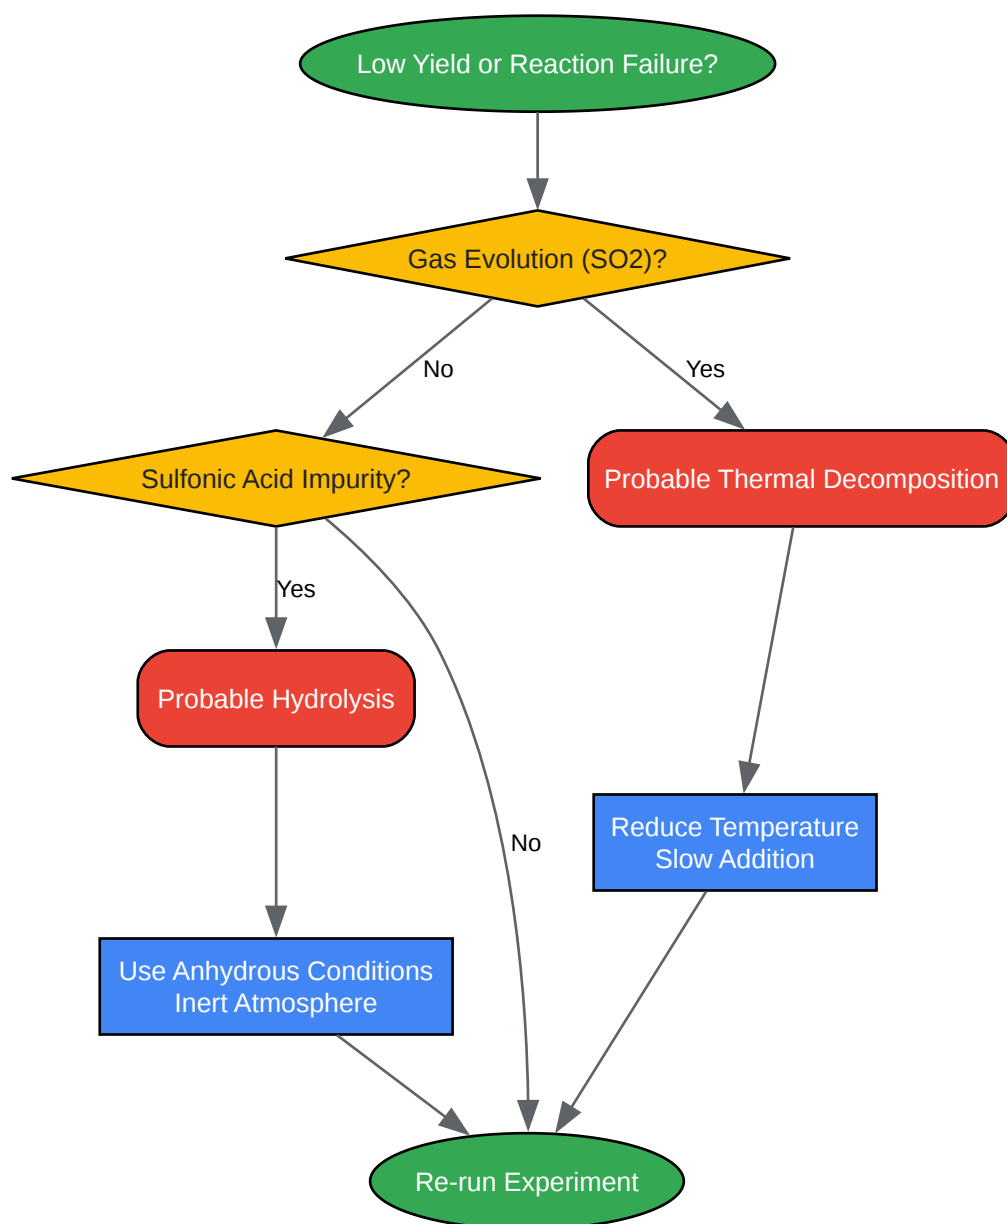 Low Yield or Reaction Failure?
Gas Evolution (SO2)?
No
Yes
Sulfonic Acid Impurity?
Probable Thermal Decomposition
Yes
Probable Hydrolysis
Reduce Temperature
Slow Addition
No
Use Anhydrous Conditions
Inert Atmosphere
Re-run Experiment